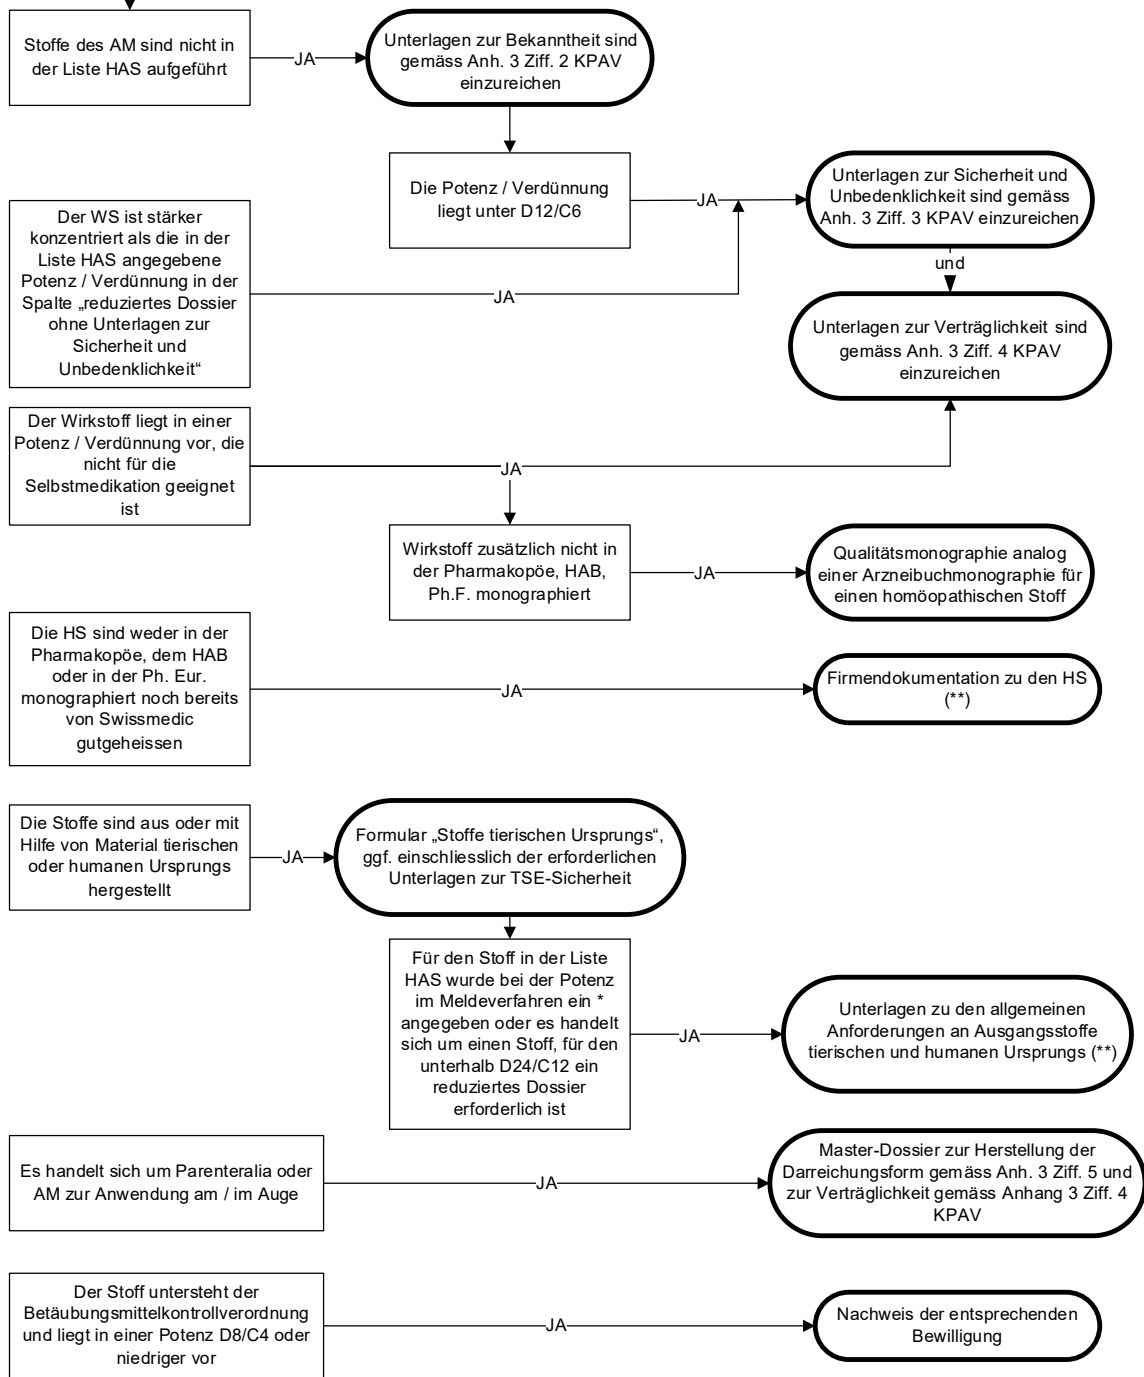 Stoffe des AM sind nicht in
der Liste HAS aufgeführt
JA
Unterlagen zur Bekanntheit sind
gemäss Anh. 3 Ziff. 2 KPAV
einzureichen
Die Potenz / Verdünnung
liegt unter D12/C6
JA
Unterlagen zur Sicherheit und
Unbedenklichkeit sind gemäss
Anh. 3 Ziff. 3 KPAV einzureichen
Der WS ist stärker
konzentriert als die in der
Liste HAS angegebene
Potenz / Verdünnung in der
Spalte „reduziertes Dossier
ohne Unterlagen zur
Sicherheit und
Unbedenklichkeit“
JA
und
Unterlagen zur Verträglichkeit sind
gemäss Anh. 3 Ziff. 4 KPAV
einzureichen
Der Wirkstoff liegt in einer
Potenz / Verdünnung vor, die
nicht für die
Selbstmedikation geeignet
ist
JA
Wirkstoff zusätzlich nicht in
der Pharmakopöe, HAB,
Ph.F. monographiert
JA
Qualitätsmonographie analog
einer Arzneibuchmonographie für
einen homöopathischen Stoff
Die HS sind weder in der
Pharmakopöe, dem HAB
oder in der Ph. Eur.
monographiert noch bereits
von Swissmedic
gutgeheissen
JA
Firmendokumentation zu den HS
(**)
Die Stoffe sind aus oder mit
Hilfe von Material tierischen
oder humanen Ursprungs
hergestellt
JA
Formular „Stoffe tierischen Ursprungs“,
ggf. einschliesslich der erforderlichen
Unterlagen zur TSE-Sicherheit
Für den Stoff in der Liste
HAS wurde bei der Potenz
im Meldeverfahren ein *
angegeben oder es handelt
sich um einen Stoff, für den
unterhalb D24/C12 ein
reduziertes Dossier
erforderlich ist
JA
Unterlagen zu den allgemeinen
Anforderungen an Ausgangsstoffe
tierischen und humanen Ursprungs (**)
Es handelt sich um Parenteralia oder
AM zur Anwendung am / im Auge
JA
Master-Dossier zur Herstellung der
Darreichungsform gemäss Anh. 3 Ziff. 5 und
zur Verträglichkeit gemäss Anhang 3 Ziff. 4
KPAV
Der Stoff untersteht der
Betäubungsmittelkontrollverordnung
und liegt in einer Potenz D8/C4 oder
niedriger vor
JA
Nachweis der entsprechenden
Bewilligung